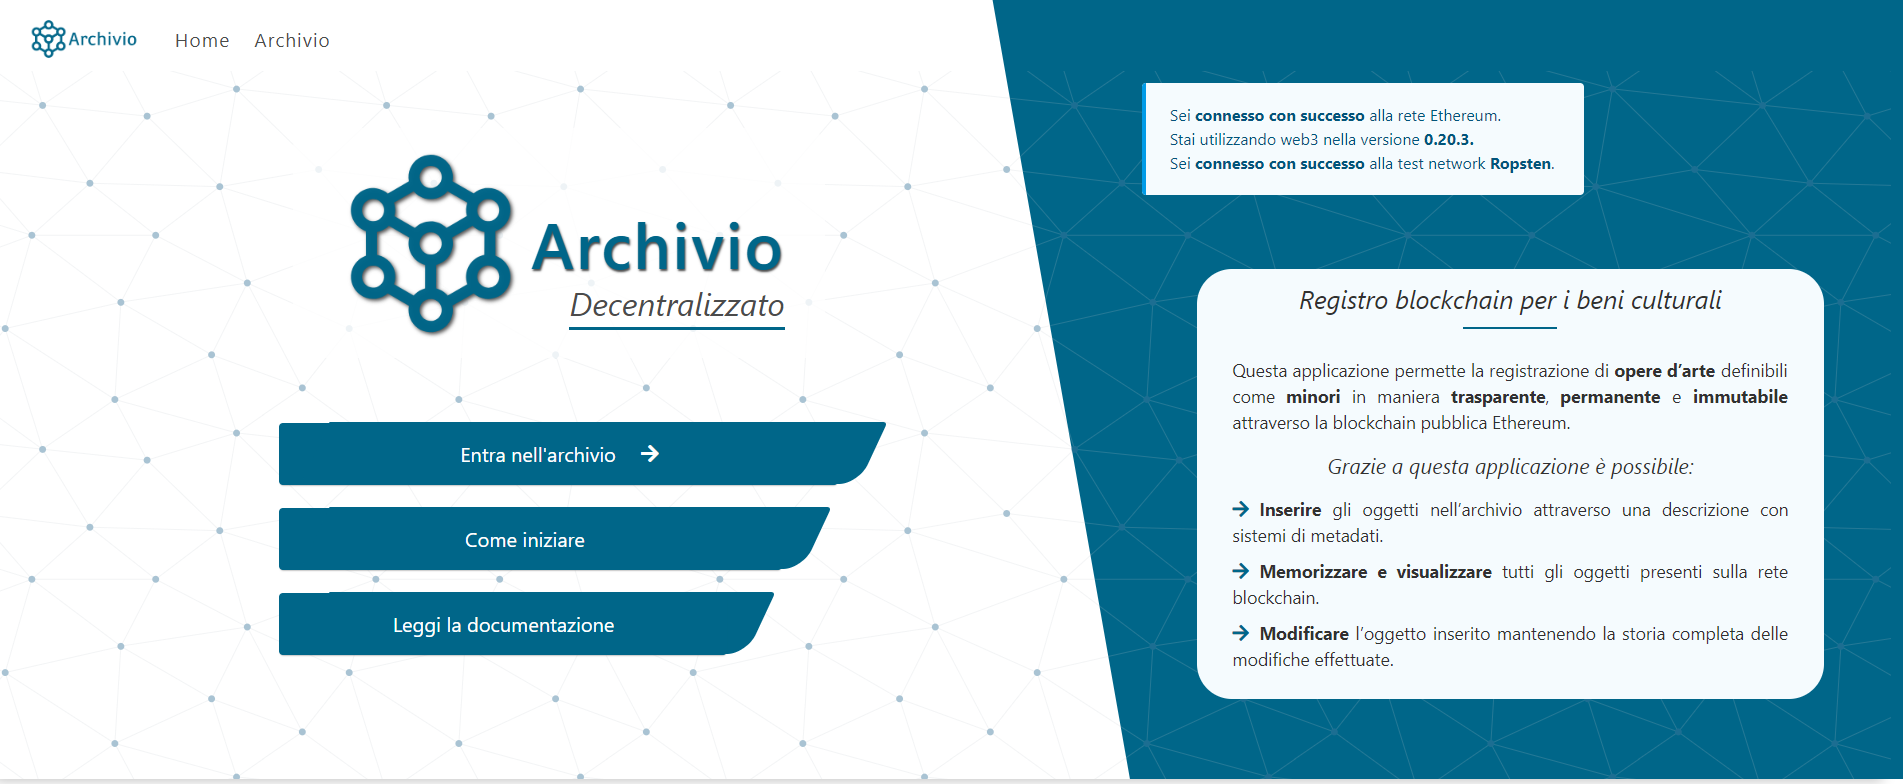 Archivio
Home
Archivio
Archivio
Decentralizzato
Entra nell'archivio
Come iniziare
Leggi la documentazione
Sei connesso con successo alla rete Ethereum.
Stai utilizzando web3 nella versione 0.20.3.
Sei connesso con successo alla test network Ropsten.
Registro blockchain per i beni culturali
Questa applicazione permette la registrazione di opere d’arte definibili
come minori in maniera trasparente, permanente e immutabile
attraverso la blockchain pubblica Ethereum.
Grazie a questa applicazione è possibile:
Inserire gli oggetti nell’archivio attraverso una descrizione con
sistemi di metadati.
Memorizzare e visualizzare tutti gli oggetti presenti sulla rete
blockchain.
Modificare l’oggetto inserito mantenendo la storia completa delle
modifiche effettuate.